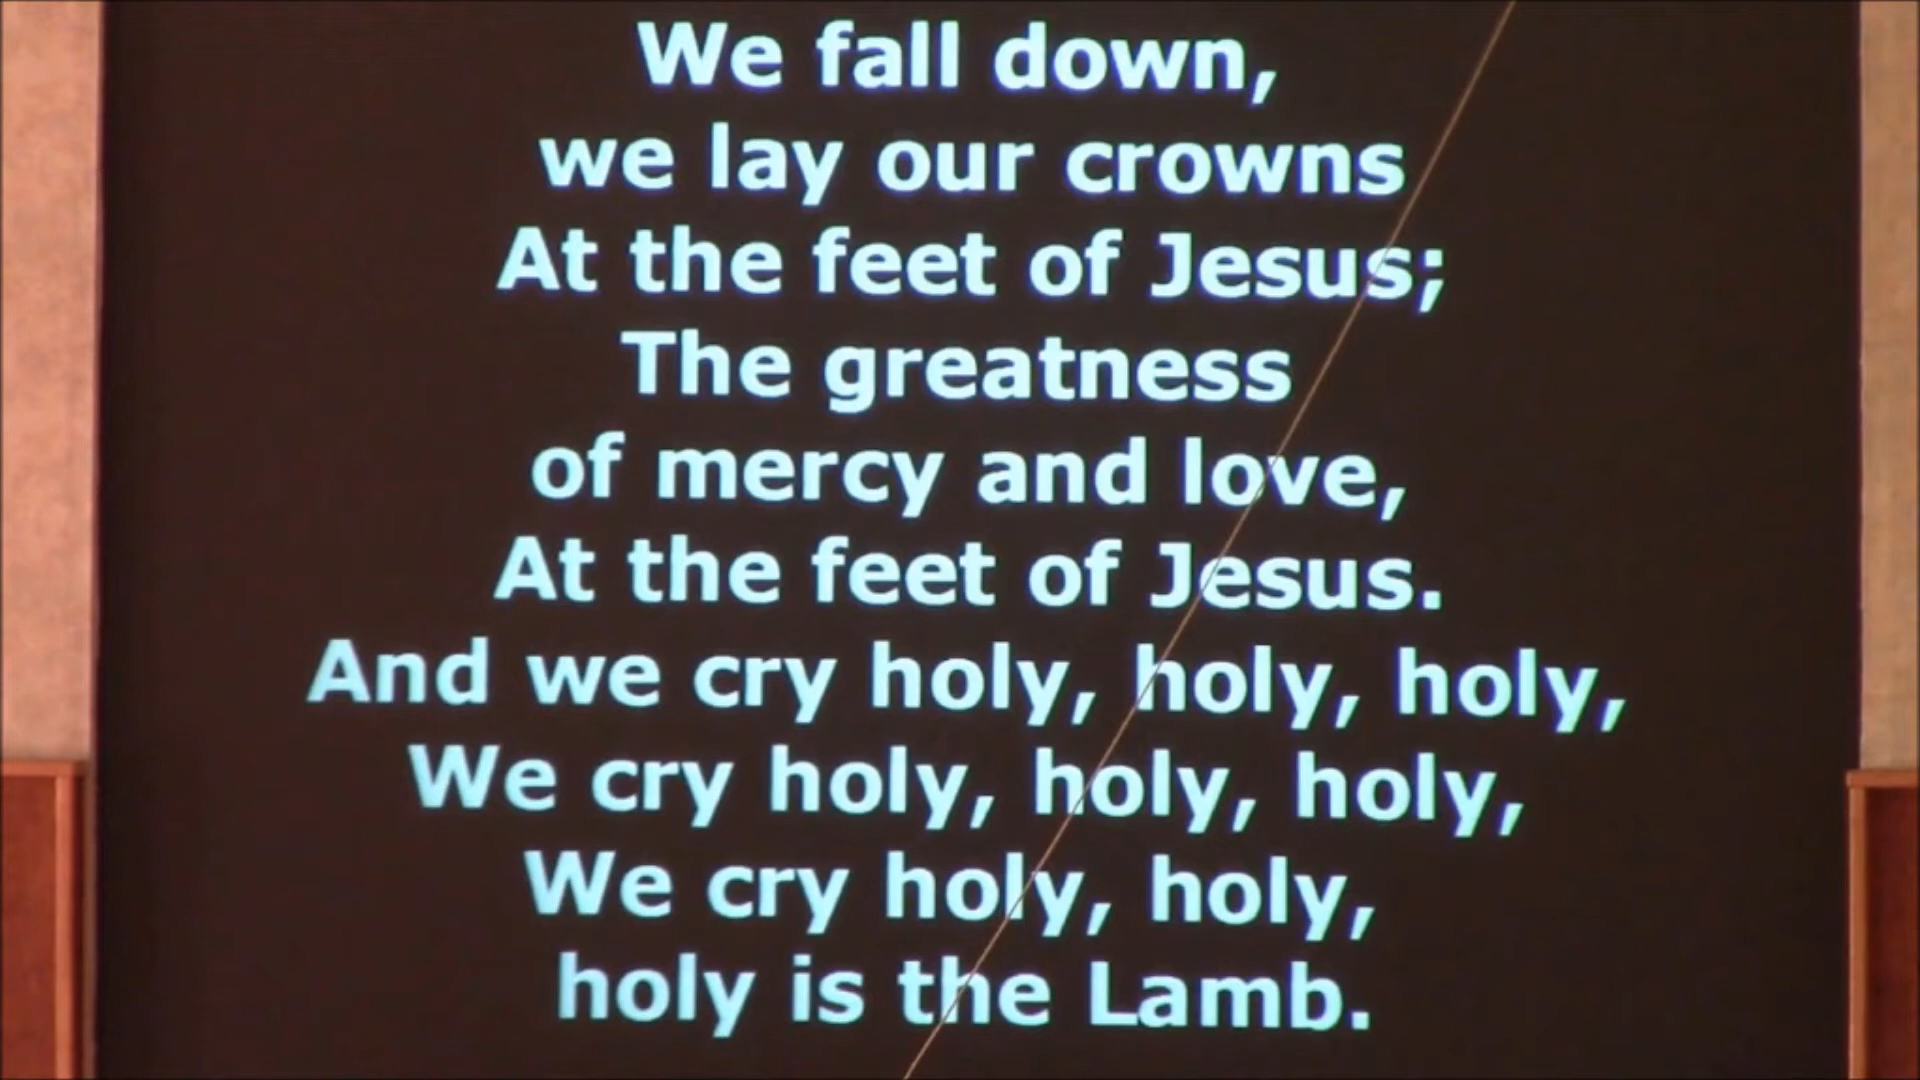 We fall down,
we lay our crowns
At the feet of Jesus;
The greatness
of mercy and love,
At the feet of Jesus.
And we cry holy, holy, holy,
We cry holy, holy, holy,
We cry holy, holy,
holy is the Lamb.